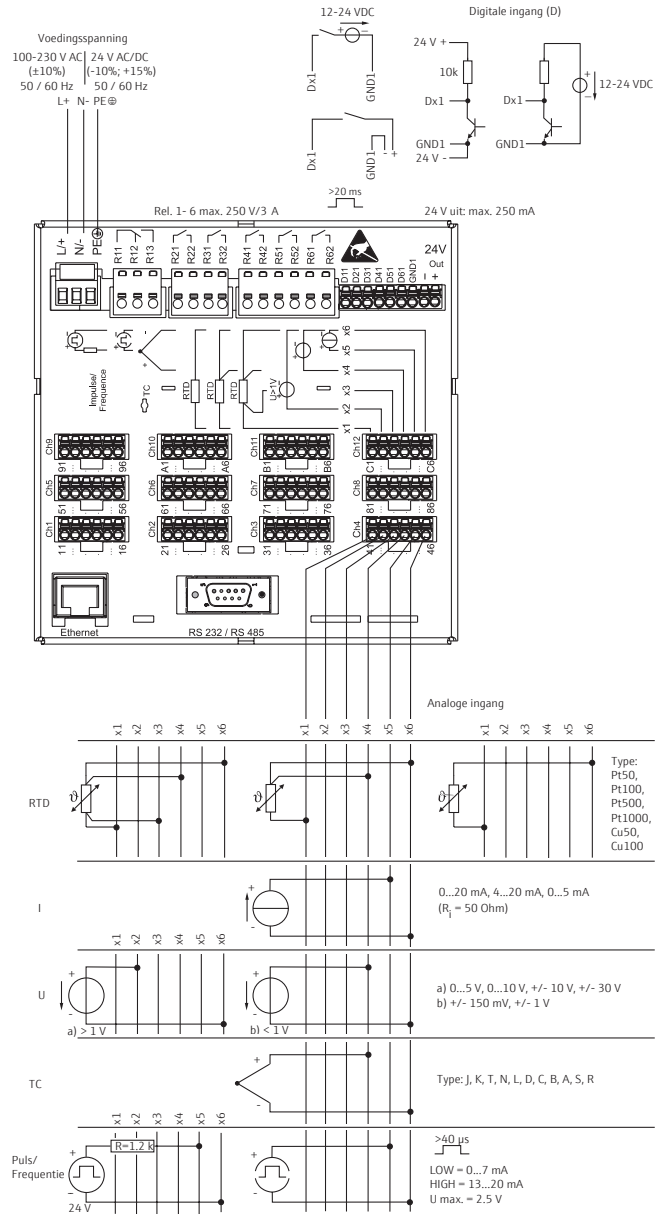 12-24 VDC
Digitale ingang (D)
Voedingsspanning
100-230 V AC
(±10%)
50 / 60 Hz
24 V AC/DC
(-10%; +15%)
50 / 60 Hz
L+ N- PE
+ -
Dx1
GND1
Dx1
GND1
- +
24 V +
10k
Dx1
GND1
24 V -
Dx1
GND1
+
-
12-24 VDC
>20 ms
Rel. 1- 6 max. 250 V/3 A
24 V uit: max. 250 mA
L/+
N/-
PE
R11
R12
R13
R21
R22
R31
R32
R41
R42
R51
R52
R61
R62
D11
D21
D31
D41
D51
D61
GND1
24V
Out
- +
Impulse/
Frequence
TC
RTD
RTD
RTD
U>1V
x6
x5
x4
x3
x2
x1
Ch9
91
96
Ch10
A1
A6
Ch11
B1
B6
Ch12
C1
C6
Ch5
51
56
Ch6
61
66
Ch7
71
76
Ch8
81
86
Ch1
11
16
Ch2
21
26
Ch3
31
36
Ch4
41
46
Ethernet
RS 232 / RS 485
Analoge ingang
x1 x2 x3 x4 x5 x6
x1 x2 x3 x4 x5 x6
x1 x2 x3 x4 x5 x6
RTD
ϑ
ϑ
ϑ
Type:
Pt50,
Pt100,
Pt500,
Pt1000,
Cu50,
Cu100
I
+
-
0...20 mA, 4...20 mA, 0...5 mA
(Ri = 50 Ohm)
x1 x2 x3 x4 x5 x6
U
+
-
a) > 1 V
+
-
b) < 1 V
a) 0...5 V, 0...10 V, +/- 10 V, +/- 30 V
b) +/- 150 mV, +/- 1 V
TC
+
-
Type: J, K, T, N, L, D, C, B, A, S, R
x1 x2 x3 x4 x5 x6
Puls/
Frequentie
+
R=1.2 k
-
24 V
+
-
>40 µs
LOW = 0...7 mA
HIGH = 13...20 mA
U max. = 2.5 V